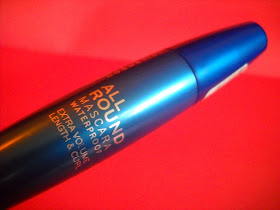 ALL
ROUND
MASCARA
WATERPROOF
EXTRA VOLUME
LENGTH & CURL